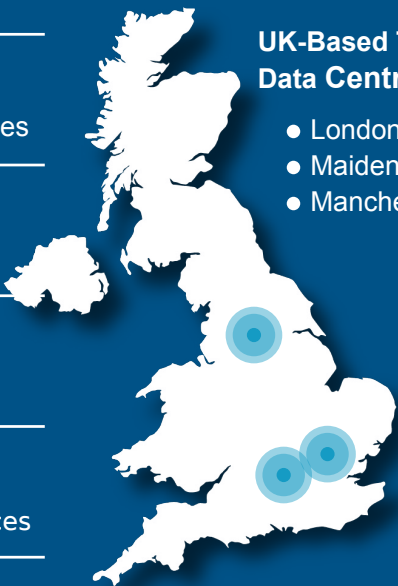 UK-Based
Data Centr
London
Maiden
Manche
es
ces